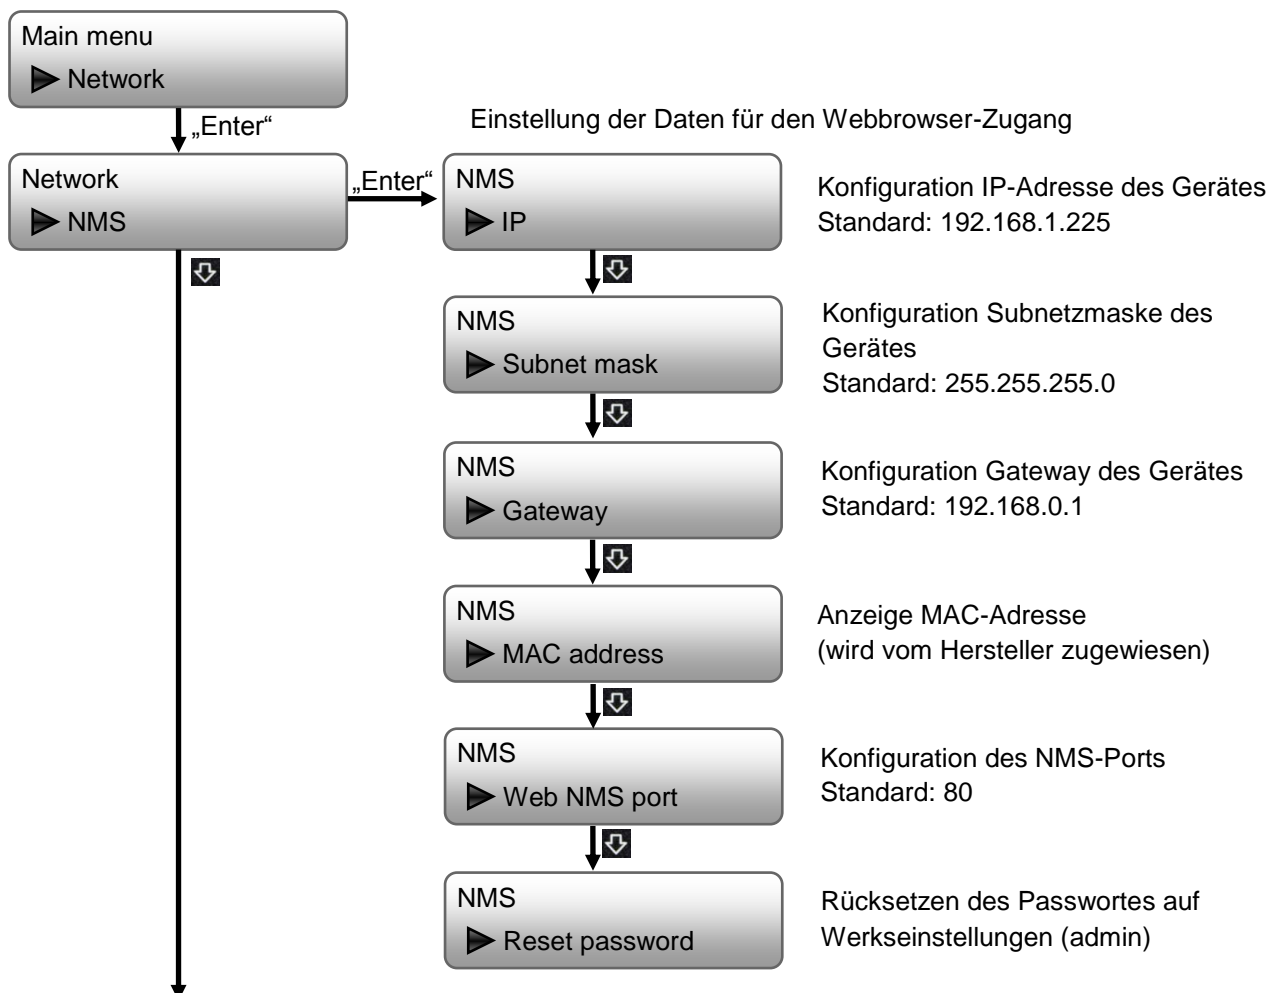 Main menu
Network
„Enter“
Einstellung der Daten für den Webbrowser-Zugang
Network
NMS
„Enter“
NMS
IP
Konfiguration IP-Adresse des Gerätes
Standard: 192.168.1.225
NMS
Subnet mask
Konfiguration Subnetzmaske des
Gerätes
Standard: 255.255.255.0
NMS
Gateway
Konfiguration Gateway des Gerätes
Standard: 192.168.0.1
NMS
MAC address
Anzeige MAC-Adresse
(wird vom Hersteller zugewiesen)
NMS
Web NMS port
Konfiguration des NMS-Ports
Standard: 80
NMS
Reset password
Rücksetzen des Passwortes auf
Werkseinstellungen (admin)